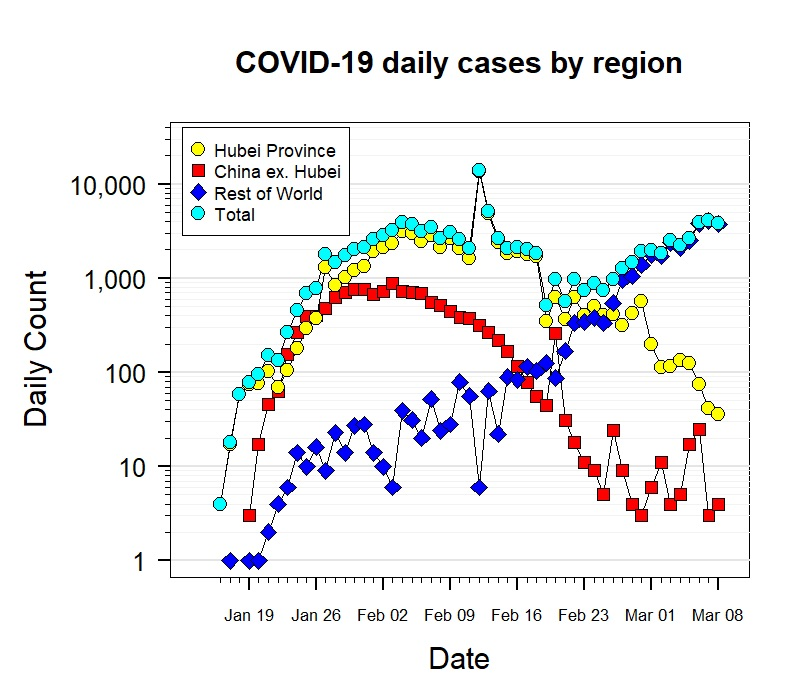 COVID-19 daily cases by region
Hubei Province
China ex. Hubei
Rest of World
Total
10,000
1,000
100
10
1
Daily Count
Jan 19 Jan 26 Feb 02 Feb 09 Feb 16 Feb 23 Mar 01 Mar 08
Date